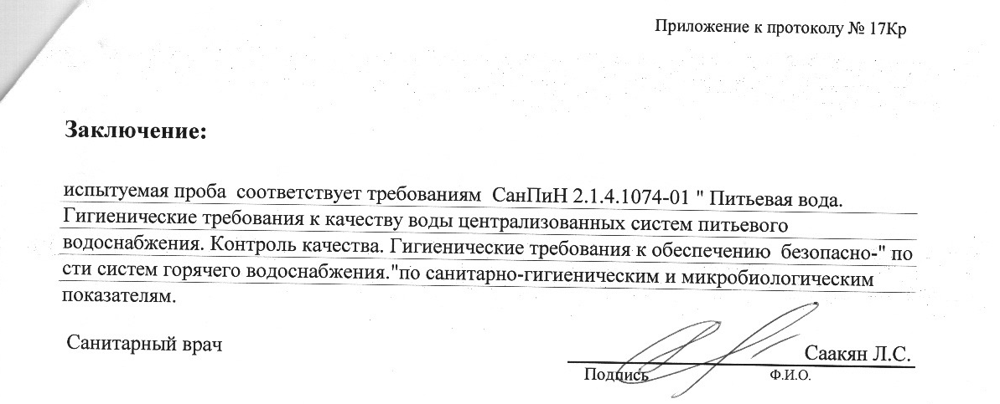 Приложение к протоколу № 17Кр
Заключение:
испытуемая проба соответствует требованиям СанПиН 2.1.4.1074-01 " Питьевая вода.
Гигиенические требования к качеству воды централизованных систем питьевого
водоснабжения. Контроль качества. Гигиенические требования к обеспечению безопасно-" по
сти систем горячего водоснабжения."по санитарно-гигиеническим и микробиологическим
показателям.
Санитарный врач
Саакян Л.С.
Подпись Ф.И.О.